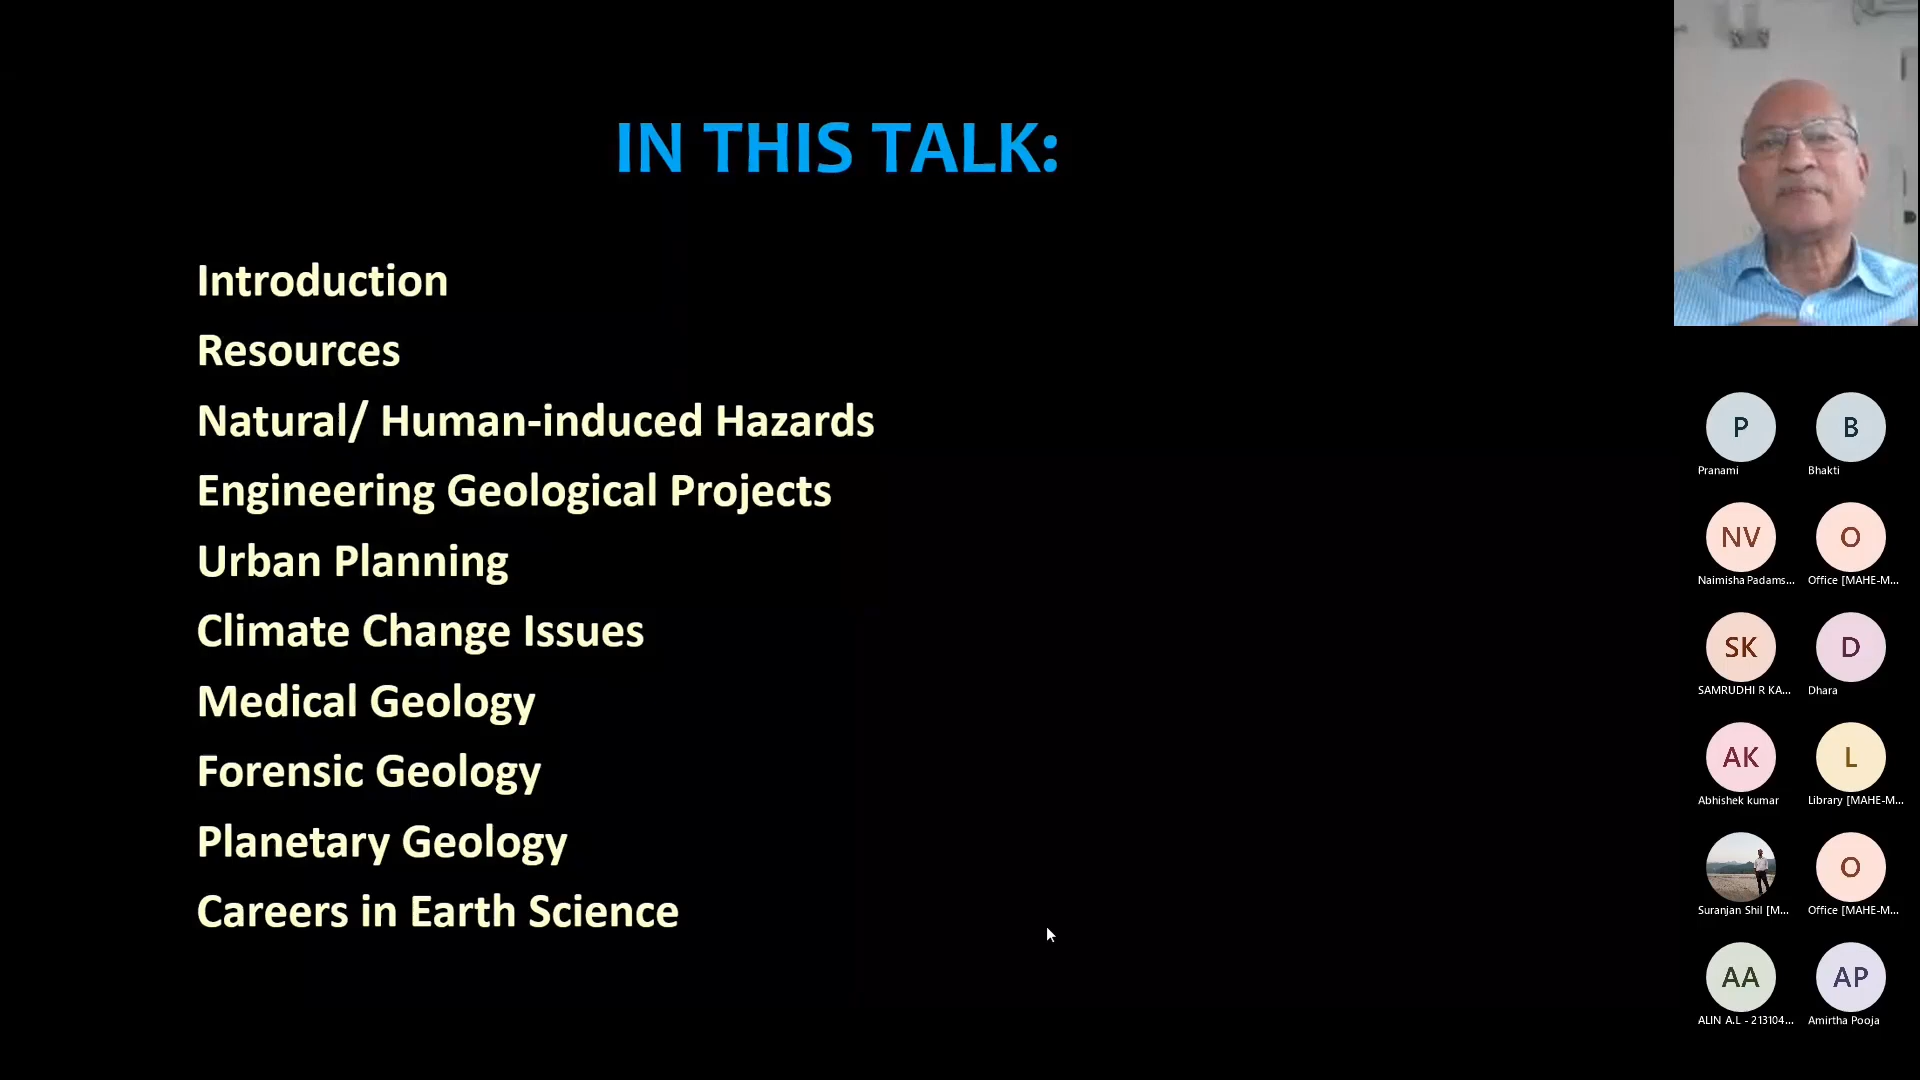 IN THIS TALK:
Introduction
Resources
Natural/ Human-induced Hazards
Engineering Geological Projects
Urban Planning
Climate Change Issues
Medical Geology
Forensic Geology
Planetary Geology
Careers in Earth Science
P
B
Pranami
Bhakti
NV
O
Naimisha Padams...
Office [MAHE-M...
SK
D
SAMRUDHI R KA...
Dhara
AK
L
Abhishek kumar
Library [MAHE-M...
O
Suranjan Shil [M...
Office [MAHE-M...
AA
AP
ALIN A.L - 213104...
Amirtha Pooja